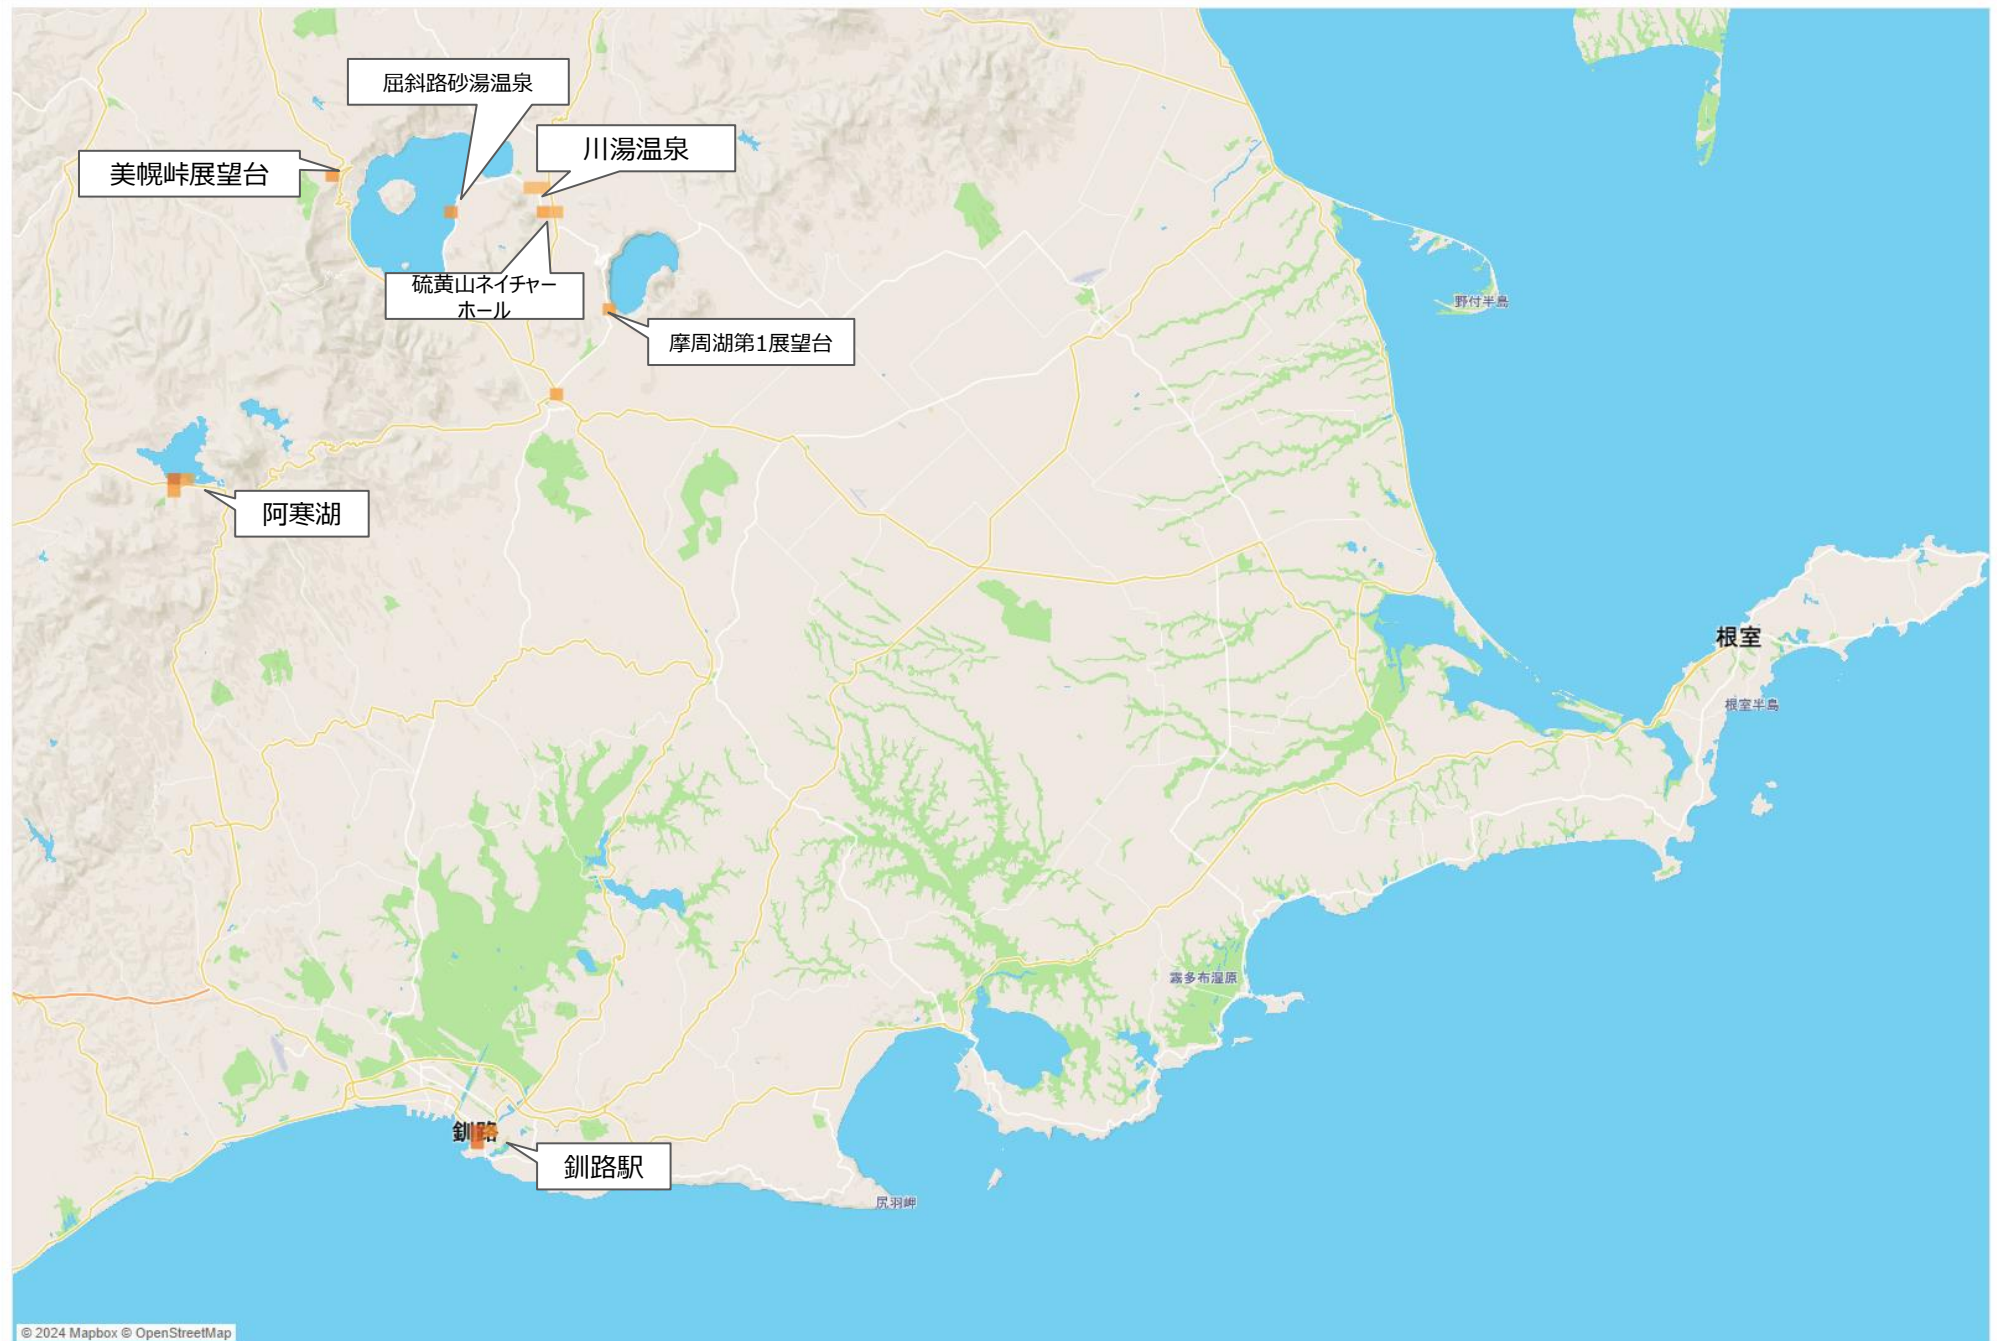 屈斜路砂湯温泉
川湯温泉
美幌峠展望台
硫黄山ネイチャー
ホール
野付半島
摩周湖第1展望台
阿寒湖
根室
根室半島
霧多布湿原
釧路
釧路駅
尻羽岬
© 2024 Mapbox © OpenStreetMap